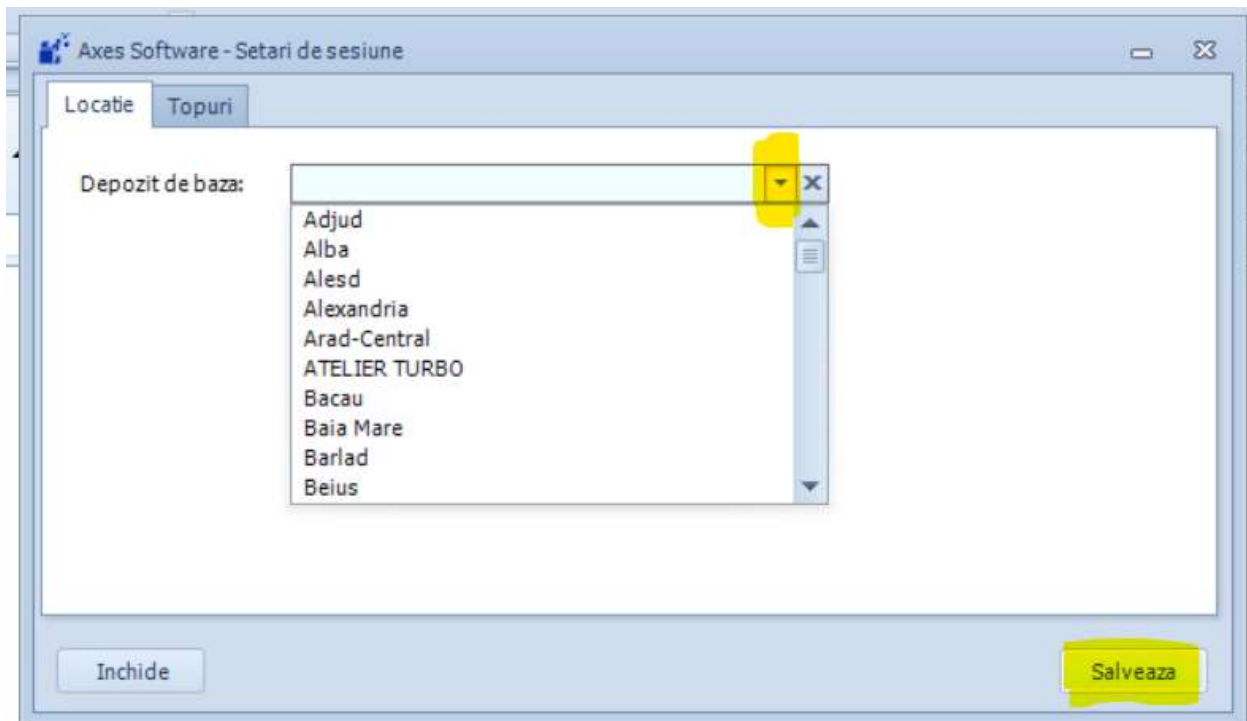 Axes Software - Setari de sesiune
Locatie
Topuri
Depozit de baza:
Adjud
Alba
Alesd
Alexandria
Arad-Central
ATELIER TURBO
Bacau
Baia Mare
Barlad
Beius
Inchide
Salveaza